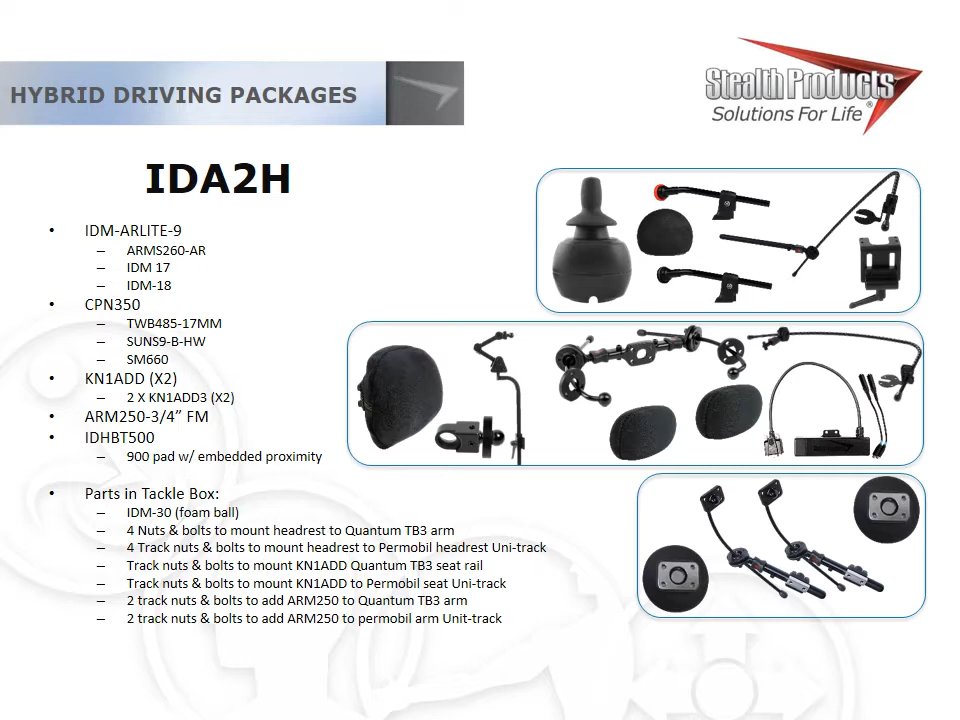 HYBRID DRIVING PACKAGES
Stealth Products®
Solutions For Life
IDA2H
• IDM-ARLITE-9
– ARMS260-AR
– IDM 17
– IDM-18
• CPN350
– TWB485-17MM
– SUNS9-B-HW
– SM660
• KN1ADD (X2)
– 2 X KN1ADD3 (X2)
• ARM250-3/4” FM
• IDHBT500
– 900 pad w/ embedded proximity
• Parts in Tackle Box:
– IDM-30 (foam ball)
– 4 Nuts & bolts to mount headrest to Quantum TB3 arm
– 4 Track nuts & bolts to mount headrest to Permobil headrest Uni-track
– Track nuts & bolts to mount KN1ADD Quantum TB3 seat rail
– Track nuts & bolts to mount KN1ADD to Permobil seat Uni-track
– 2 track nuts & bolts to add ARM250 to Quantum TB3 arm
– 2 track nuts & bolts to add ARM250 to permobil arm Unit-track